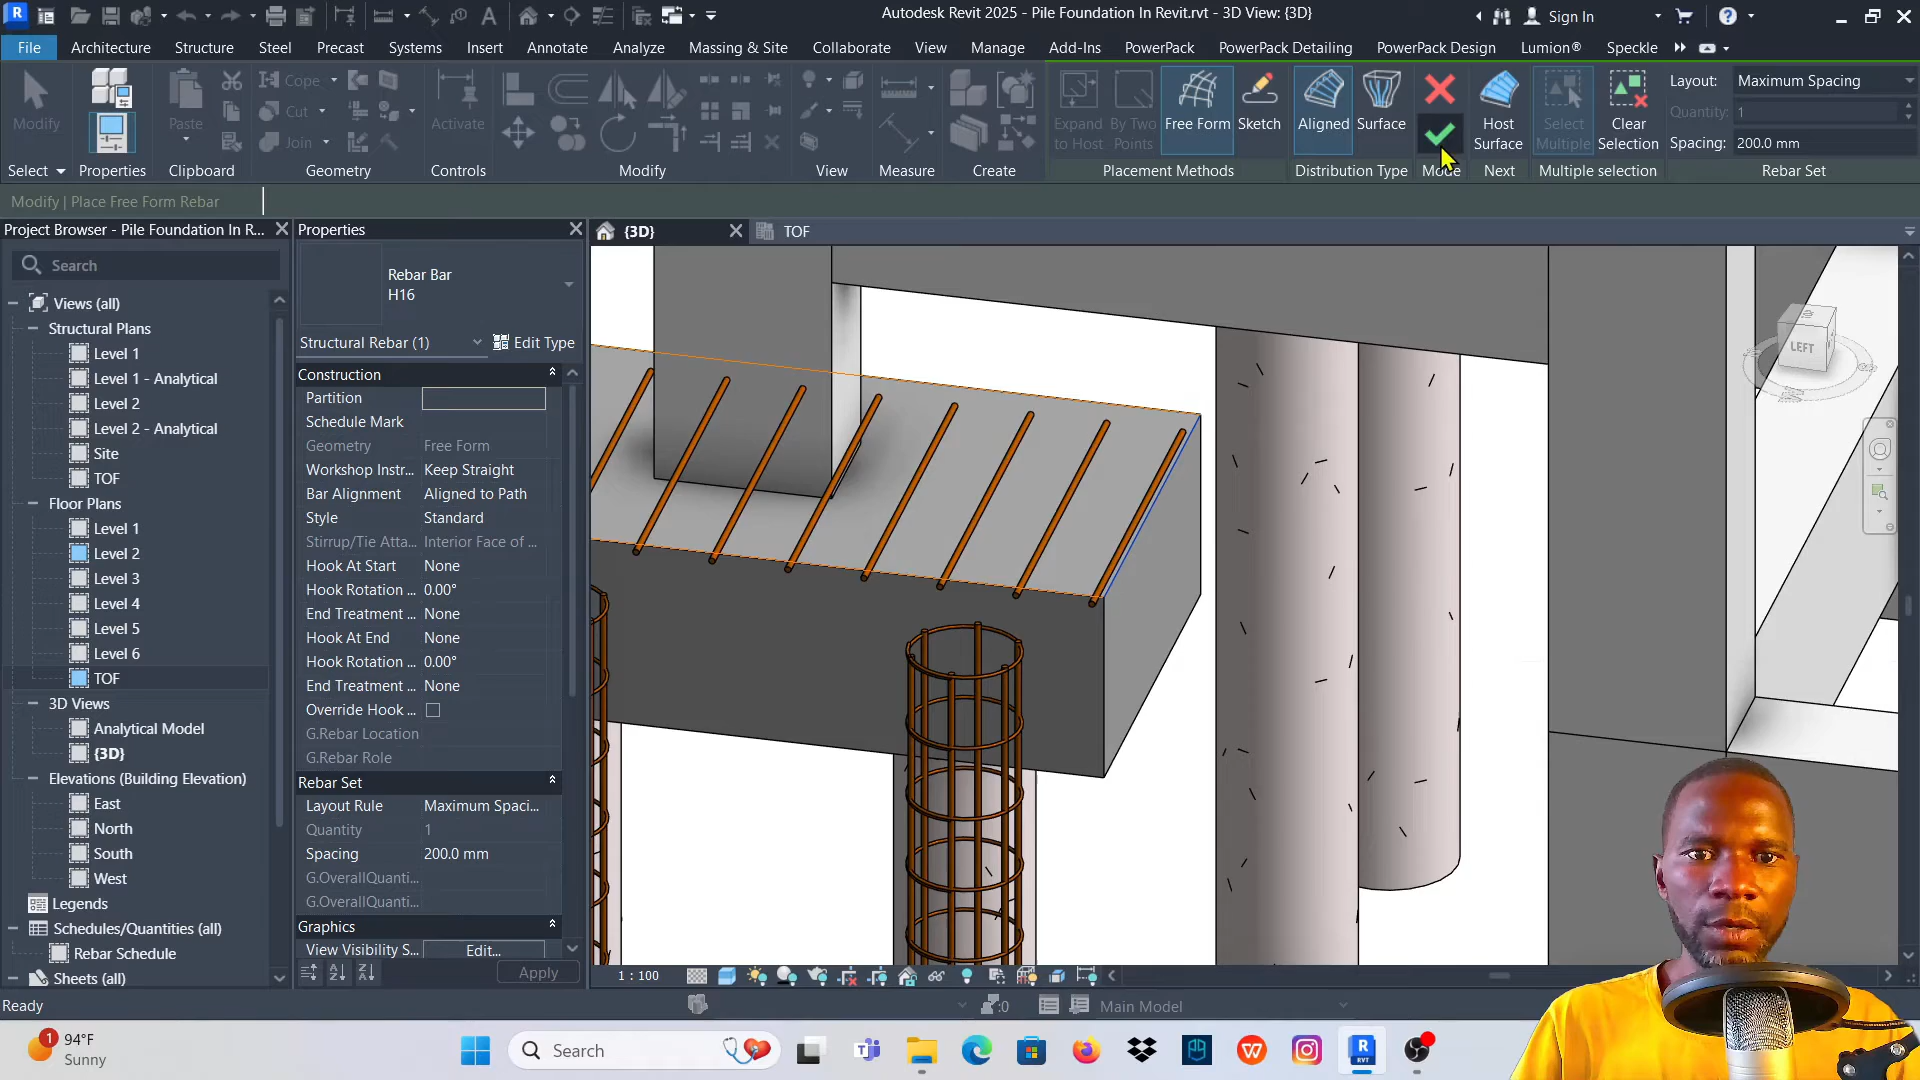 Autodesk Revit 2025 - Pile Foundation In Revit.rvt - 3D View: {3D}
Sign In
File Architecture Structure Steel Precast Systems Insert Annotate Analyze Massing & Site Collaborate View Manage Add-Ins PowerPack PowerPack Detailing PowerPack Design Lumion® Speckle
Modify
Paste
Cope
Cut
Join
Activate
Expand to Host
By Two Points
Free Form
Sketch
Aligned
Surface
Host Surface
Select Multiple
Clear Selection
Layout: Maximum Spacing
Quantity: 1
Spacing: 200.0 mm
Select Properties Clipboard Geometry Controls Modify View Measure Create Placement Methods Distribution Type Mode Next Multiple selection Rebar Set
Modify | Place Free Form Rebar
Project Browser - Pile Foundation In R...
Search
Views (all)
Structural Plans
Level 1
Level 1 - Analytical
Level 2
Level 2 - Analytical
Site
TOF
Floor Plans
Level 1
Level 2
Level 3
Level 4
Level 5
Level 6
TOF
3D Views
Analytical Model
{3D}
Elevations (Building Elevation)
East
North
South
West
Legends
Schedules/Quantities (all)
Rebar Schedule
Sheets (all)
Properties
Rebar Bar
H16
Structural Rebar (1)
Edit Type
Construction
Partition
Schedule Mark
Geometry Free Form
Workshop Instr... Keep Straight
Bar Alignment Aligned to Path
Style Standard
Stirrup/Tie Atta... Interior Face of ...
Hook At Start None
Hook Rotation ... 0.00°
End Treatment ... None
Hook At End None
Hook Rotation ... 0.00°
End Treatment ... None
Override Hook ...
G.Rebar Location
G.Rebar Role
Rebar Set
Layout Rule Maximum Spaci...
Quantity 1
Spacing 200.0 mm
G.OverallQuanti...
G.OverallQuanti...
Graphics
View Visibility S... Edit...
Apply
{3D}
TOF
LEFT
1 : 100
Ready
:0
Main Model
1
94°F
Sunny
Search